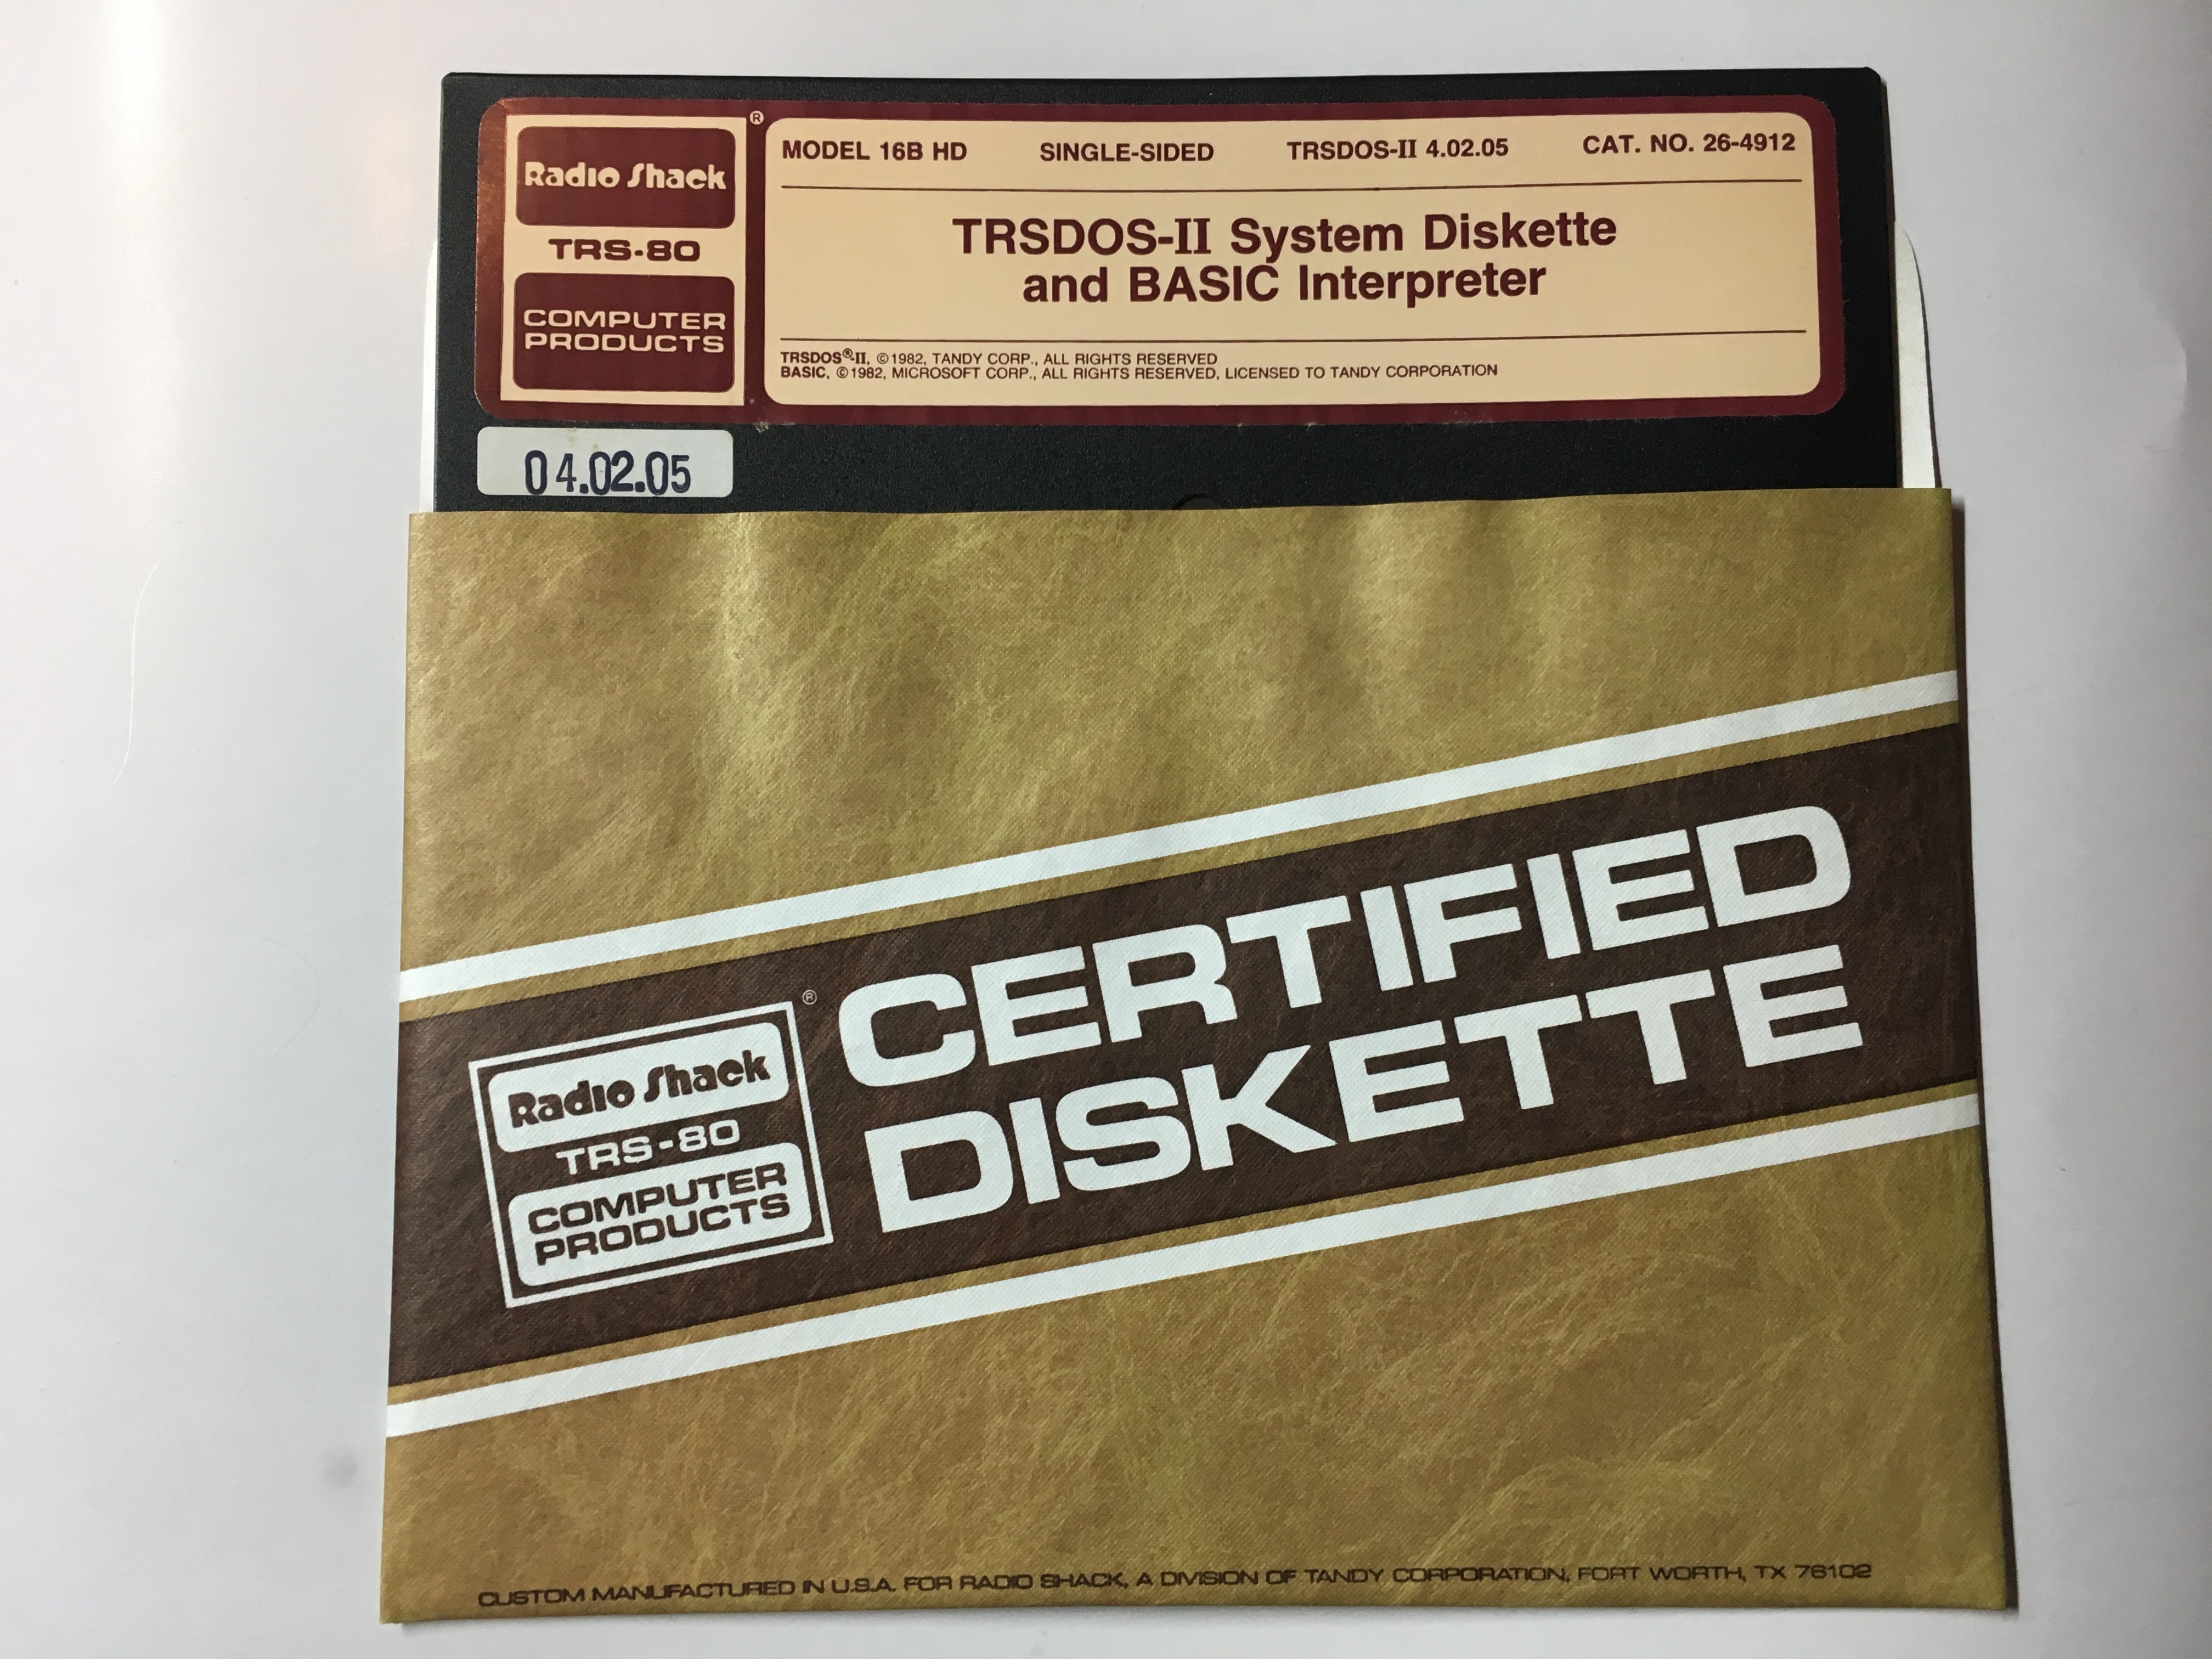 Radio Shack
TRS-80
COMPUTER
PRODUCTS
®
MODEL 16B HD SINGLE-SIDED TRSDOS-II 4.02.05 CAT. NO. 26-4912
TRSDOS-II System Diskette
and BASIC Interpreter
TRSDOS®-II, ©1982, TANDY CORP., ALL RIGHTS RESERVED
BASIC, ©1982, MICROSOFT CORP., ALL RIGHTS RESERVED, LICENSED TO TANDY CORPORATION
04.02.05
Radio Shack
TRS-80
COMPUTER
PRODUCTS
®
CERTIFIED
DISKETTE
CUSTOM MANUFACTURED IN U.S.A. FOR RADIO SHACK, A DIVISION OF TANDY CORPORATION, FORT WORTH, TX 76102